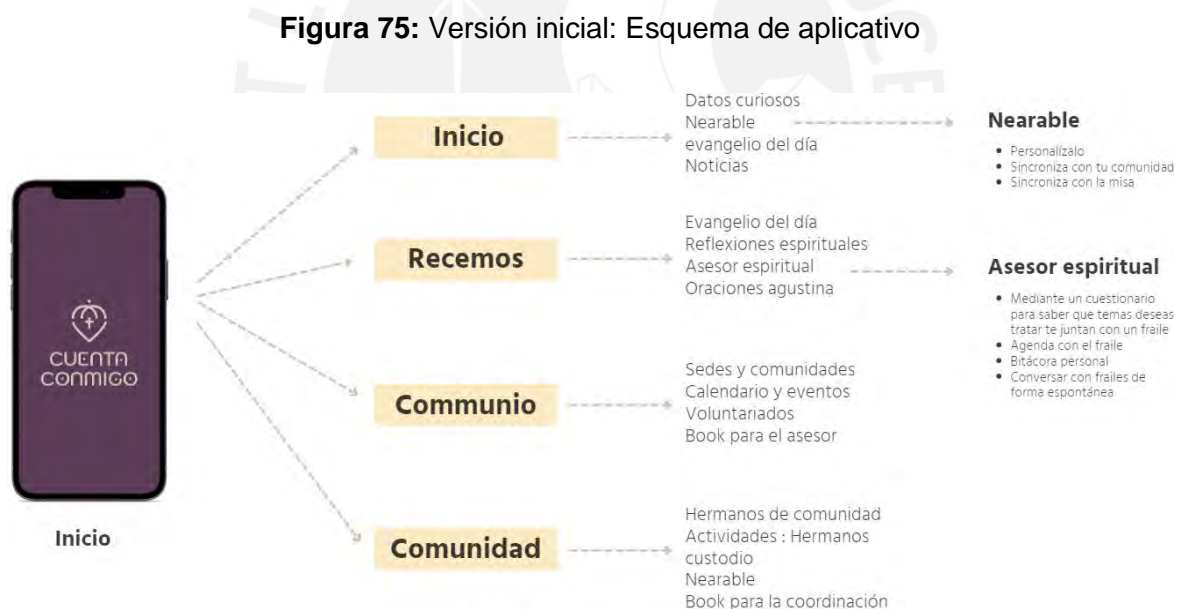 Figura 75: Versión inicial: Esquema de aplicativo
CUENTA
CONMIGO
Inicio
Inicio
Datos curiosos
Nearable
evangelio del día
Noticias
Nearable
• Personalízalo
• Sincroniza con tu comunidad
• Sincroniza con la misa
Recemos
Evangelio del día
Reflexiones espirituales
Asesor espiritual
Oraciones agustina
Asesor espiritual
• Mediante un cuestionario
para saber que temas deseas
tratar te juntan con un fraile
• Agenda con el fraile
• Bitácora personal
• Conversar con frailes de
forma espontánea
Communio
Sedes y comunidades
Calendario y eventos
Voluntariados
Book para el asesor
Comunidad
Hermanos de comunidad
Actividades : Hermanos
custodio
Nearable
Book para la coordinación